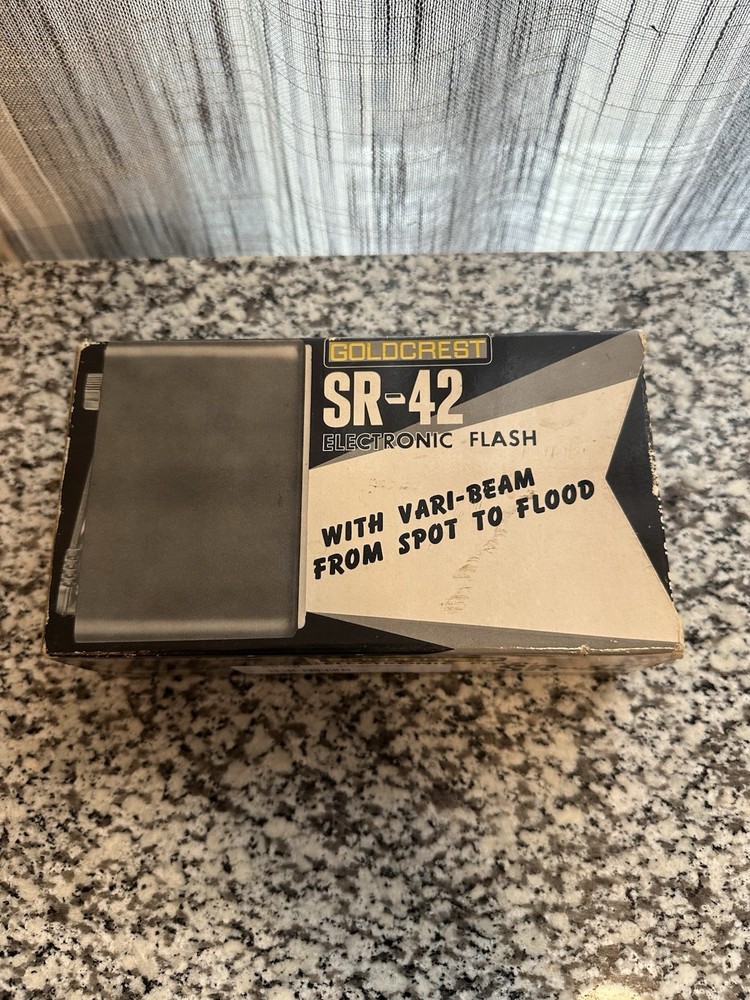 GOLDCREST
SR-42
ELECTRONIC FLASH
WITH VARI-BEAM
FROM SPOT TO FLOOD